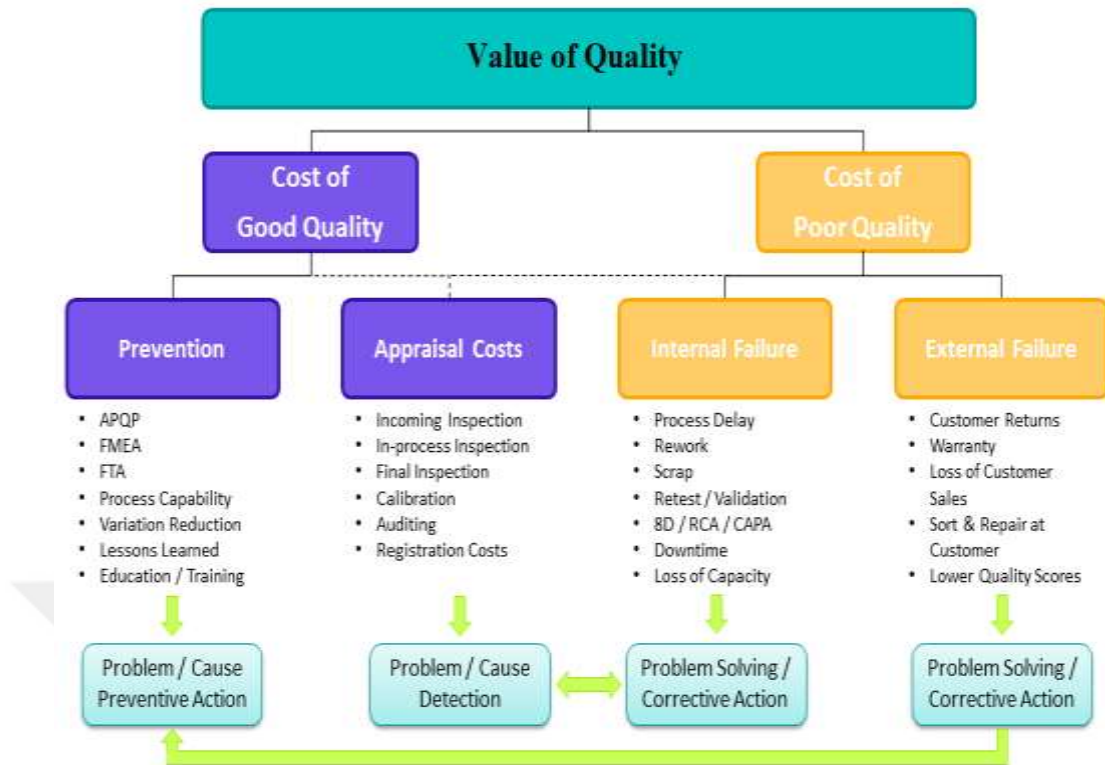 Value of Quality
Cost of
Good Quality
Cost of
Poor Quality
Prevention
Appraisal Costs
Internal Failure
External Failure
• APQP
• FMEA
• FTA
• Process Capability
• Variation Reduction
• Lessons Learned
• Education / Training
• Incoming Inspection
• In-process Inspection
• Final Inspection
• Calibration
• Auditing
• Registration Costs
• Process Delay
• Rework
• Scrap
• Retest / Validation
• 8D / RCA / CAPA
• Downtime
• Loss of Capacity
• Customer Returns
• Warranty
• Loss of Customer
Sales
• Sort & Repair at
Customer
• Lower Quality Scores
Problem / Cause
Preventive Action
Problem / Cause
Detection
Problem Solving /
Corrective Action
Problem Solving /
Corrective Action